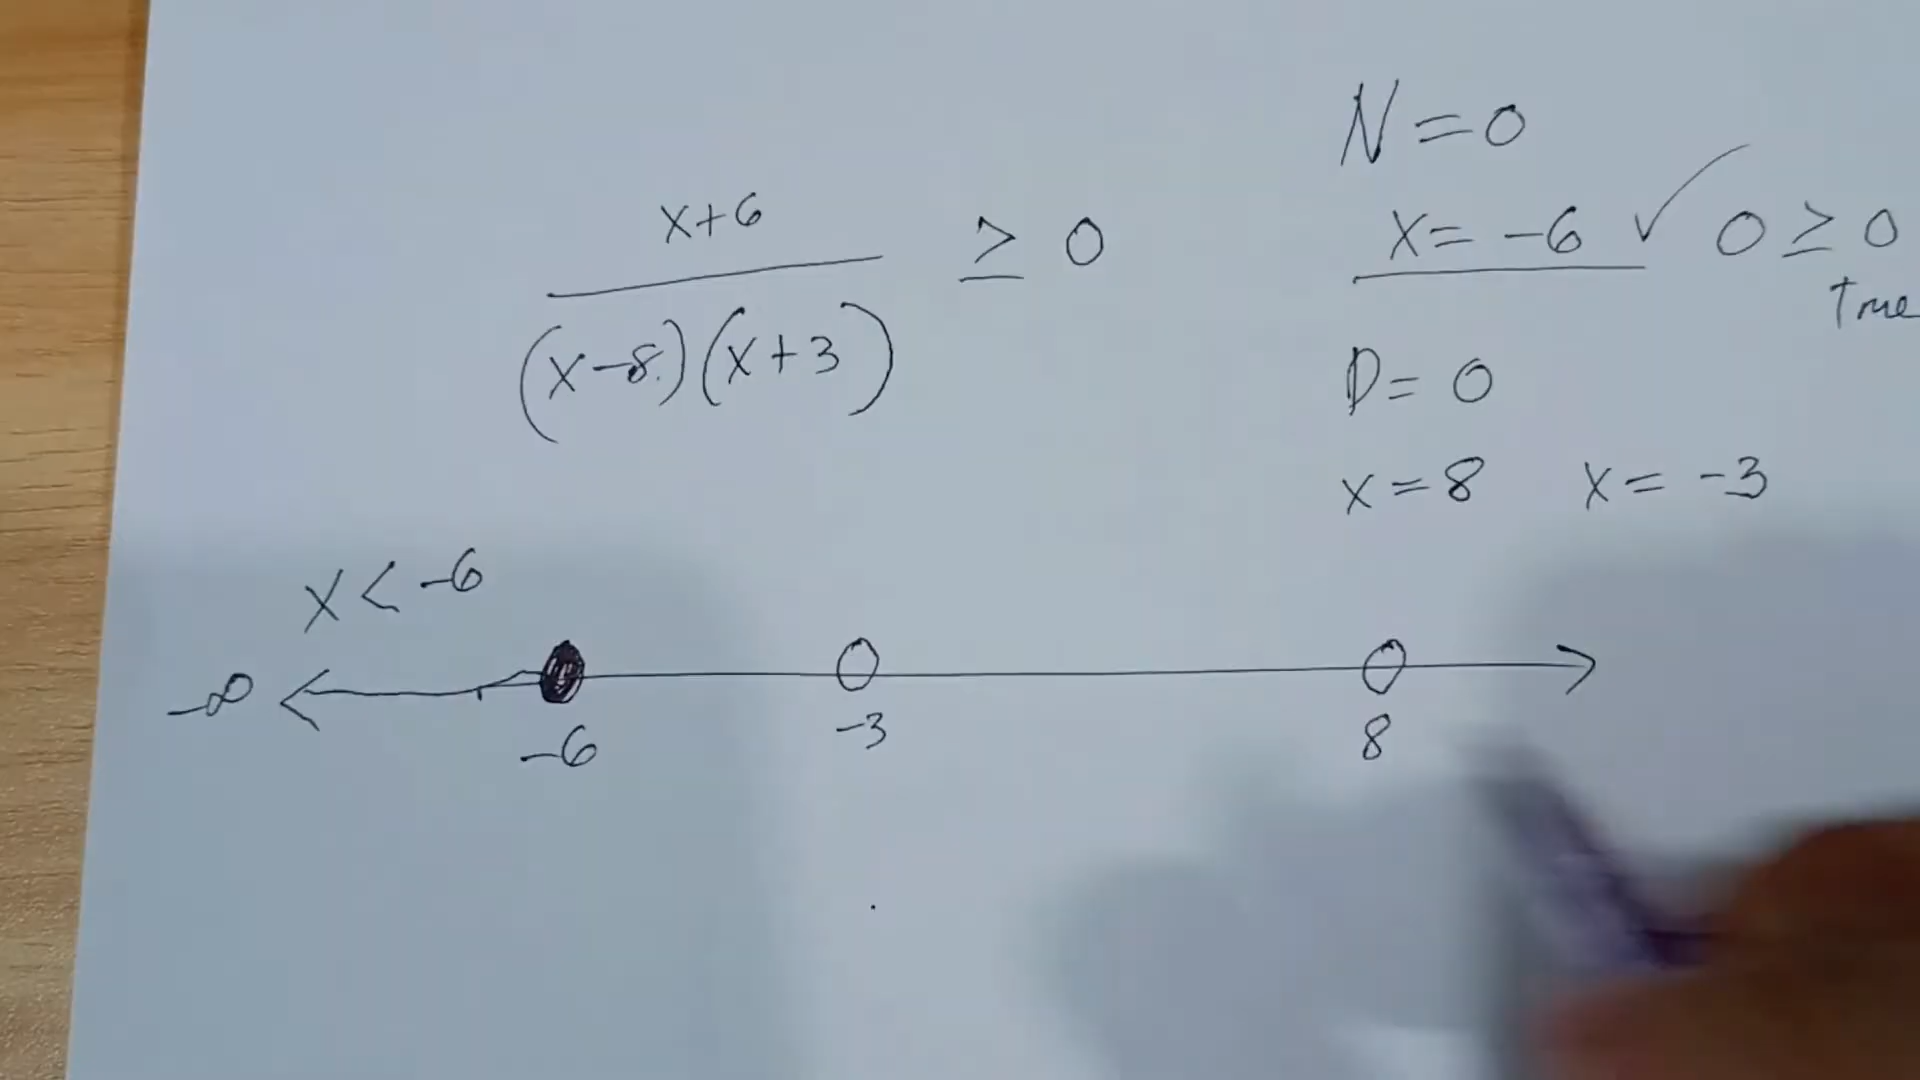 x+6
≥ 0
(x-8)(x+3)
N=0
x= -6 ✓ 0 ≥ 0
True
D= 0
x=8 x= -3
x< -6
-∞
-6 -3 8